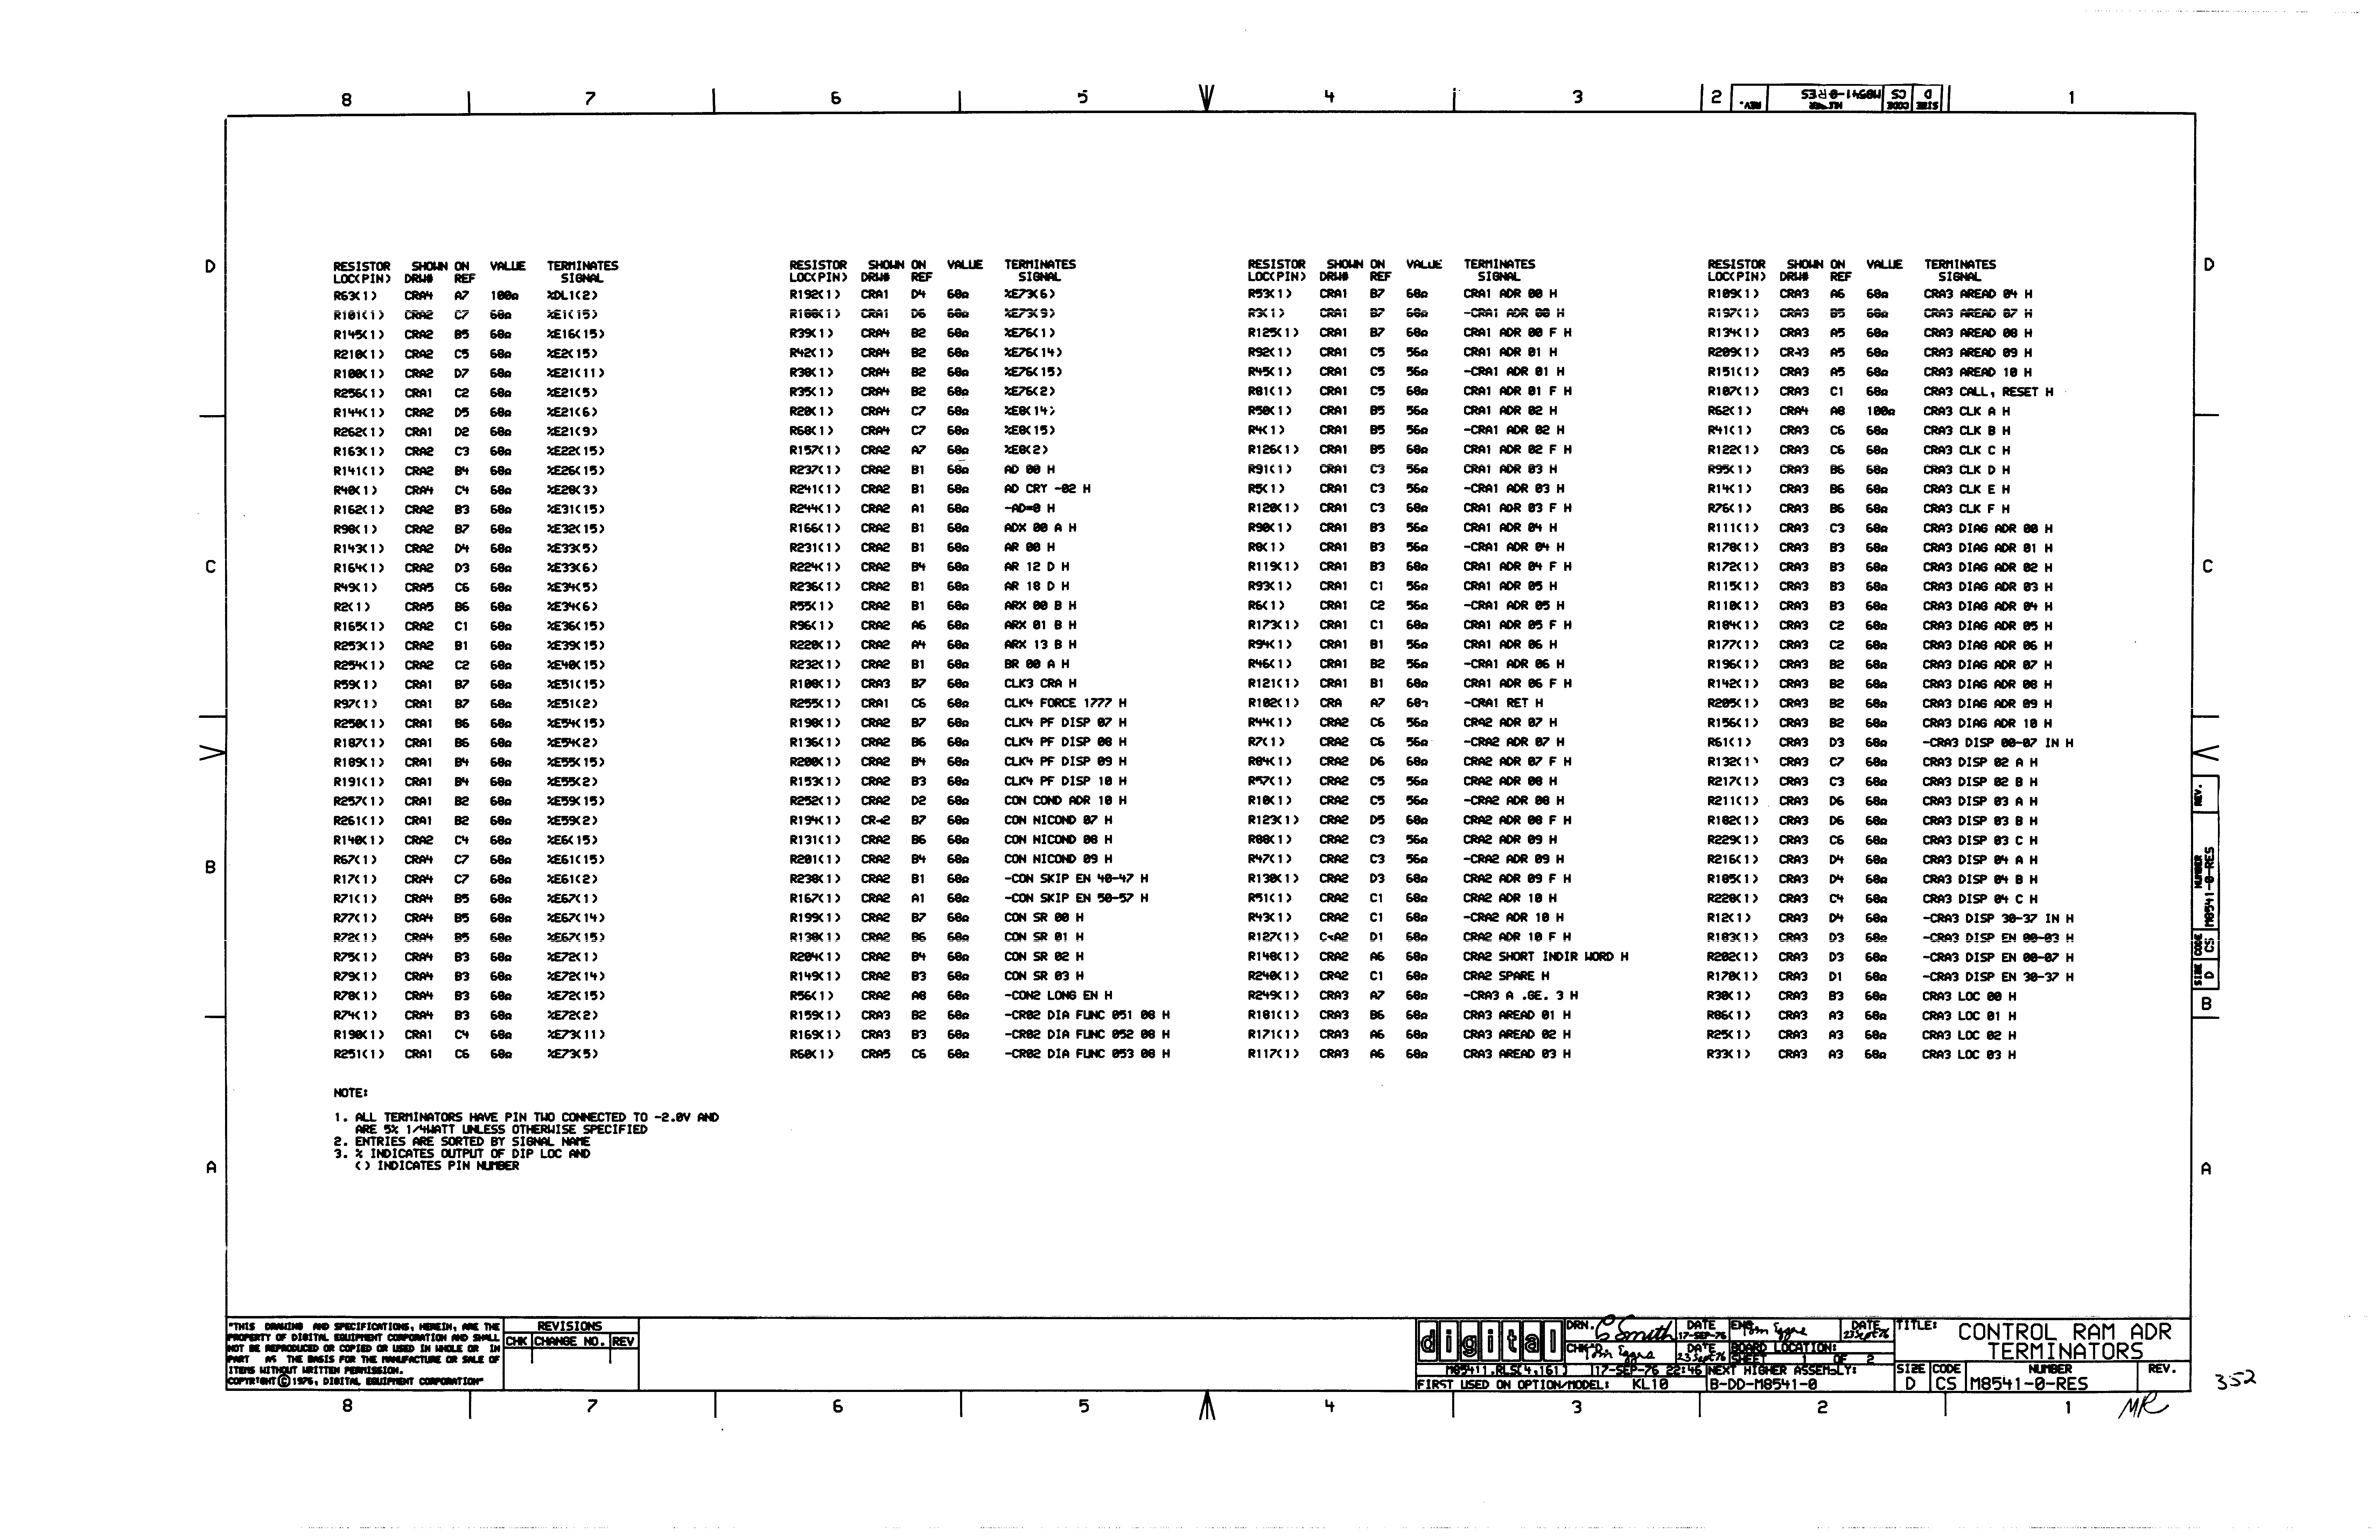 8 7 6 5 4 3 2 1
REV. NUMBER M8541-0-RES SIZE CODE D CS
D D
C C
B B
A A
RESISTOR SHOWN ON VALUE TERMINATES
LOC(PIN) DRW# REF SIGNAL
R63(1) CRA4 A7 100Ω %DL1(2)
R101(1) CRA2 C7 68Ω %E1(15)
R145(1) CRA2 B5 68Ω %E16(15)
R210(1) CRA2 C5 68Ω %E2(15)
R100(1) CRA2 D7 68Ω %E21(11)
R256(1) CRA1 C2 68Ω %E21(5)
R144(1) CRA2 D5 68Ω %E21(6)
R262(1) CRA1 D2 68Ω %E21(9)
R163(1) CRA2 C3 68Ω %E22(15)
R141(1) CRA2 B4 68Ω %E26(15)
R40(1) CRA4 C4 68Ω %E28(3)
R162(1) CRA2 B3 68Ω %E31(15)
R98(1) CRA2 B7 68Ω %E32(15)
R143(1) CRA2 D4 68Ω %E33(5)
R164(1) CRA2 D3 68Ω %E33(6)
R49(1) CRA5 C6 68Ω %E34(5)
R2(1) CRA5 B6 68Ω %E34(6)
R165(1) CRA2 C1 68Ω %E36(15)
R253(1) CRA2 B1 68Ω %E39(15)
R254(1) CRA2 C2 68Ω %E40(15)
R59(1) CRA1 B7 68Ω %E51(15)
R97(1) CRA1 B7 68Ω %E51(2)
R250(1) CRA1 B6 68Ω %E54(15)
R187(1) CRA1 B6 68Ω %E54(2)
R189(1) CRA1 B4 68Ω %E55(15)
R191(1) CRA1 B4 68Ω %E55(2)
R257(1) CRA1 B2 68Ω %E59(15)
R261(1) CRA1 B2 68Ω %E59(2)
R140(1) CRA2 C4 68Ω %E6(15)
R67(1) CRA4 C7 68Ω %E61(15)
R17(1) CRA4 C7 68Ω %E61(2)
R71(1) CRA4 B5 68Ω %E67(1)
R77(1) CRA4 B5 68Ω %E67(14)
R72(1) CRA4 B5 68Ω %E67(15)
R75(1) CRA4 B3 68Ω %E72(1)
R79(1) CRA4 B3 68Ω %E72(14)
R78(1) CRA4 B3 68Ω %E72(15)
R74(1) CRA4 B3 68Ω %E72(2)
R190(1) CRA1 C4 68Ω %E73(11)
R251(1) CRA1 C6 68Ω %E73(5)
RESISTOR SHOWN ON VALUE TERMINATES
LOC(PIN) DRW# REF SIGNAL
R192(1) CRA1 D4 68Ω %E73(6)
R188(1) CRA1 D6 68Ω %E73(9)
R39(1) CRA4 B2 68Ω %E76(1)
R42(1) CRA4 B2 68Ω %E76(14)
R38(1) CRA4 B2 68Ω %E76(15)
R35(1) CRA4 B2 68Ω %E76(2)
R20(1) CRA4 C7 68Ω %E8(14)
R68(1) CRA4 C7 68Ω %E8(15)
R157(1) CRA2 A7 68Ω %E8(2)
R237(1) CRA2 B1 68Ω AD 00 H
R241(1) CRA2 B1 68Ω AD CRY -02 H
R244(1) CRA2 A1 68Ω -AD=0 H
R166(1) CRA2 B1 68Ω ADX 00 A H
R231(1) CRA2 B1 68Ω AR 00 H
R224(1) CRA2 B4 68Ω AR 12 D H
R236(1) CRA2 B1 68Ω AR 18 D H
R55(1) CRA2 B1 68Ω ARX 00 B H
R96(1) CRA2 A6 68Ω ARX 01 B H
R220(1) CRA2 A4 68Ω ARX 13 B H
R232(1) CRA2 B1 68Ω BR 00 A H
R108(1) CRA3 B7 68Ω CLK3 CRA H
R255(1) CRA1 C6 68Ω CLK4 FORCE 1777 H
R198(1) CRA2 B7 68Ω CLK4 PF DISP 07 H
R136(1) CRA2 B6 68Ω CLK4 PF DISP 08 H
R200(1) CRA2 B4 68Ω CLK4 PF DISP 09 H
R153(1) CRA2 B3 68Ω CLK4 PF DISP 10 H
R252(1) CRA2 D2 68Ω CON COND ADR 10 H
R194(1) B7 68Ω CON NICOND 07 H
R131(1) CRA2 B6 68Ω CON NICOND 08 H
R201(1) CRA2 B4 68Ω CON NICOND 09 H
R238(1) CRA2 B1 68Ω -CON SKIP EN 40-47 H
R167(1) CRA2 A1 68Ω -CON SKIP EN 50-57 H
R199(1) CRA2 B7 68Ω CON SR 00 H
R138(1) CRA2 B6 68Ω CON SR 01 H
R204(1) CRA2 B4 68Ω CON SR 02 H
R149(1) CRA2 B3 68Ω CON SR 03 H
R56(1) CRA2 A8 68Ω -CON2 LONG EN H
R159(1) CRA3 B2 68Ω -CR02 DIA FUNC 051 08 H
R169(1) CRA3 B3 68Ω -CR02 DIA FUNC 052 08 H
R60(1) CRA5 C6 68Ω -CR02 DIA FUNC 053 08 H
RESISTOR SHOWN ON VALUE TERMINATES
LOC(PIN) DRW# REF SIGNAL
R53(1) CRA1 B7 68Ω CRA1 ADR 00 H
R3(1) CRA1 B7 68Ω -CRA1 ADR 00 H
R125(1) CRA1 B7 68Ω CRA1 ADR 00 F H
R92(1) CRA1 C5 56Ω CRA1 ADR 01 H
R45(1) CRA1 C5 56Ω -CRA1 ADR 01 H
R81(1) CRA1 C5 68Ω CRA1 ADR 01 F H
R50(1) CRA1 B5 56Ω CRA1 ADR 02 H
R4(1) CRA1 B5 56Ω -CRA1 ADR 02 H
R126(1) CRA1 B5 68Ω CRA1 ADR 02 F H
R91(1) CRA1 C3 56Ω CRA1 ADR 03 H
R5(1) CRA1 C3 56Ω -CRA1 ADR 03 H
R120(1) CRA1 C3 68Ω CRA1 ADR 03 F H
R90(1) CRA1 B3 56Ω CRA1 ADR 04 H
R8(1) CRA1 B3 56Ω -CRA1 ADR 04 H
R119(1) CRA1 B3 68Ω CRA1 ADR 04 F H
R93(1) CRA1 C1 56Ω CRA1 ADR 05 H
R6(1) CRA1 C2 56Ω -CRA1 ADR 05 H
R173(1) CRA1 C1 68Ω CRA1 ADR 05 F H
R94(1) CRA1 B1 56Ω CRA1 ADR 06 H
R46(1) CRA1 B2 56Ω -CRA1 ADR 06 H
R121(1) CRA1 B1 68Ω CRA1 ADR 06 F H
R102(1) CRA A7 -CRA1 RET H
R44(1) CRA2 C6 56Ω CRA2 ADR 07 H
R7(1) CRA2 C6 56Ω -CRA2 ADR 07 H
R84(1) CRA2 D6 68Ω CRA2 ADR 07 F H
R57(1) CRA2 C5 56Ω CRA2 ADR 08 H
R10(1) CRA2 C5 56Ω -CRA2 ADR 08 H
R123(1) CRA2 D5 68Ω CRA2 ADR 08 F H
R88(1) CRA2 C3 56Ω CRA2 ADR 09 H
R47(1) CRA2 C3 56Ω -CRA2 ADR 09 H
R130(1) CRA2 D3 68Ω CRA2 ADR 09 F H
R51(1) CRA2 C1 68Ω CRA2 ADR 10 H
R43(1) CRA2 C1 68Ω -CRA2 ADR 10 H
R127(1) D1 68Ω CRA2 ADR 10 F H
R148(1) CRA2 A6 68Ω CRA2 SHORT INDIR WORD H
R240(1) CRA2 C1 68Ω CRA2 SPARE H
R249(1) CRA3 A7 68Ω -CRA3 A .GE. 3 H
R181(1) CRA3 B6 68Ω CRA3 AREAD 01 H
R171(1) CRA3 A6 68Ω CRA3 AREAD 02 H
R117(1) CRA3 A6 68Ω CRA3 AREAD 03 H
RESISTOR SHOWN ON VALUE TERMINATES
LOC(PIN) DRW# REF SIGNAL
R109(1) CRA3 A6 68Ω CRA3 AREAD 04 H
R197(1) CRA3 B5 68Ω CRA3 AREAD 07 H
R134(1) CRA3 A5 68Ω CRA3 AREAD 08 H
R209(1) A5 68Ω CRA3 AREAD 09 H
R151(1) CRA3 A5 68Ω CRA3 AREAD 10 H
R107(1) CRA3 C1 68Ω CRA3 CALL, RESET H
R62(1) CRA4 A8 100Ω CRA3 CLK A H
R41(1) CRA3 C6 68Ω CRA3 CLK B H
R122(1) CRA3 C6 68Ω CRA3 CLK C H
R95(1) CRA3 B6 68Ω CRA3 CLK D H
R14(1) CRA3 B6 68Ω CRA3 CLK E H
R76(1) CRA3 B6 68Ω CRA3 CLK F H
R111(1) CRA3 C3 68Ω CRA3 DIAG ADR 00 H
R178(1) CRA3 B3 68Ω CRA3 DIAG ADR 01 H
R172(1) CRA3 B3 68Ω CRA3 DIAG ADR 02 H
R115(1) CRA3 B3 68Ω CRA3 DIAG ADR 03 H
R110(1) CRA3 B3 68Ω CRA3 DIAG ADR 04 H
R184(1) CRA3 C2 68Ω CRA3 DIAG ADR 05 H
R177(1) CRA3 C2 68Ω CRA3 DIAG ADR 06 H
R196(1) CRA3 B2 68Ω CRA3 DIAG ADR 07 H
R142(1) CRA3 B2 68Ω CRA3 DIAG ADR 08 H
R205(1) CRA3 B2 68Ω CRA3 DIAG ADR 09 H
R156(1) CRA3 B2 68Ω CRA3 DIAG ADR 10 H
R61(1) CRA3 D3 68Ω -CRA3 DISP 00-07 IN H
R132(1) CRA3 C7 68Ω CRA3 DISP 02 A H
R217(1) CRA3 C3 68Ω CRA3 DISP 02 B H
R211(1) CRA3 D6 68Ω CRA3 DISP 03 A H
R182(1) CRA3 D6 68Ω CRA3 DISP 03 B H
R229(1) CRA3 C6 68Ω CRA3 DISP 03 C H
R216(1) CRA3 D4 68Ω CRA3 DISP 04 A H
R185(1) CRA3 D4 68Ω CRA3 DISP 04 B H
R228(1) CRA3 C4 68Ω CRA3 DISP 04 C H
R12(1) CRA3 D4 68Ω -CRA3 DISP 30-37 IN H
R183(1) CRA3 D3 68Ω -CRA3 DISP EN 00-03 H
R202(1) CRA3 D3 68Ω -CRA3 DISP EN 00-07 H
R170(1) CRA3 D1 68Ω -CRA3 DISP EN 30-37 H
R30(1) CRA3 B3 68Ω CRA3 LOC 00 H
R86(1) CRA3 A3 68Ω CRA3 LOC 01 H
R25(1) CRA3 A3 68Ω CRA3 LOC 02 H
R33(1) CRA3 A3 68Ω CRA3 LOC 03 H
NOTE:
1. ALL TERMINATORS HAVE PIN TWO CONNECTED TO -2.0V AND
ARE 5% 1/4WATT UNLESS OTHERWISE SPECIFIED
2. ENTRIES ARE SORTED BY SIGNAL NAME
3. % INDICATES OUTPUT OF DIP LOC AND
() INDICATES PIN NUMBER
REV. NUMBER M8541-0-RES SIZE CODE D CS
"THIS DRAWING AND SPECIFICATIONS, HEREIN, ARE THE
PROPERTY OF DIGITAL EQUIPMENT CORPORATION AND SHALL
NOT BE REPRODUCED OR COPIED OR USED IN WHOLE OR IN
PART AS THE BASIS FOR THE MANUFACTURE OR SALE OF
ITEMS WITHOUT WRITTEN PERMISSION.
COPYRIGHT © 1976, DIGITAL EQUIPMENT CORPORATION"
REVISIONS
CHK CHANGE NO. REV
digital
DRN. C Smith DATE 17-SEP-76 ENG Tom Eggers DATE 23 Sept 76
CHK'D Tom Eggers DATE 23 Sept 76 BOARD LOCATION:
SHEET 1 OF 2
M85411.RLS[4,161] 17-SEP-76 22:46 NEXT HIGHER ASSEMBLY:
FIRST USED ON OPTION/MODEL: KL10 B-DD-M8541-0
TITLE: CONTROL RAM ADR
TERMINATORS
SIZE CODE NUMBER REV.
D CS M8541-0-RES
352
MR
8 7 6 5 4 3 2 1